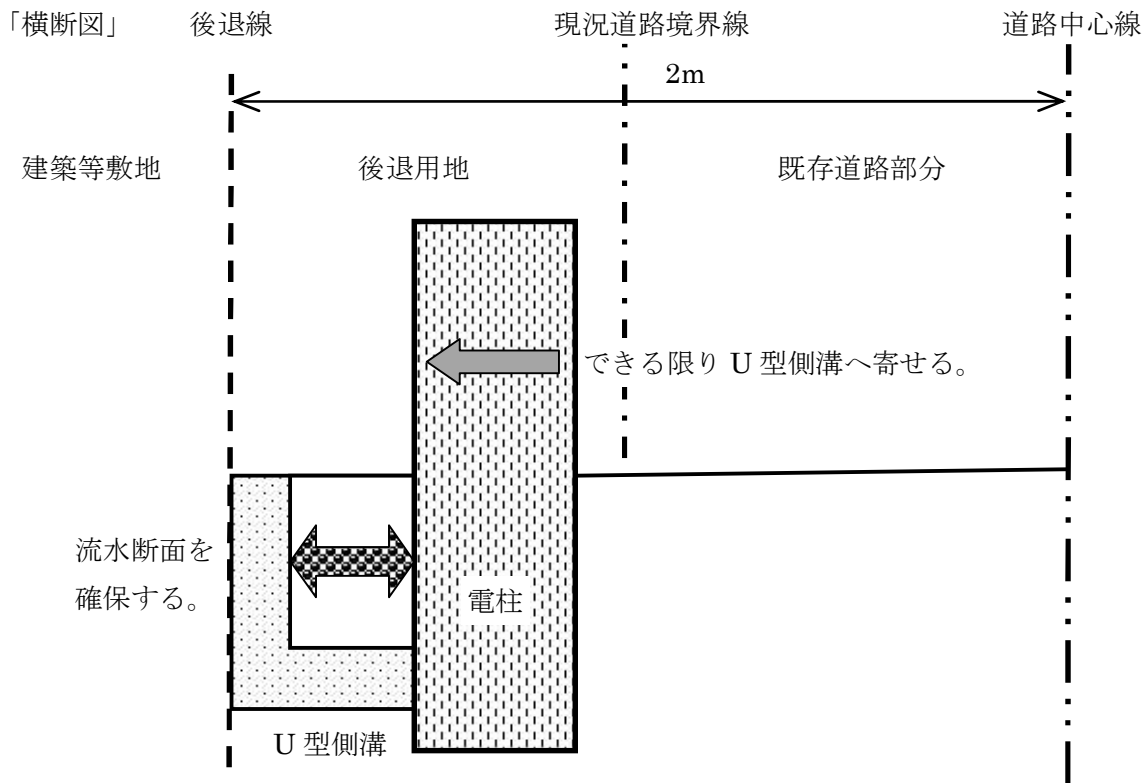 「横断図」 後退線 現況道路境界線 道路中心線
2m
建築等敷地 後退用地 既存道路部分
できる限り U 型側溝へ寄せる。
流水断面を
確保する。
電柱
U 型側溝